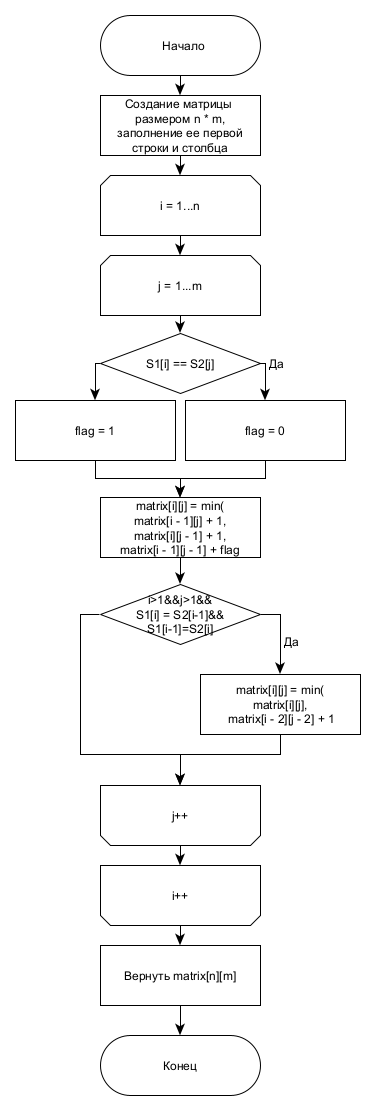 Начало
Создание матрицы
размером n * m,
заполнение ее первой
строки и столбца
i = 1...n
j = 1...m
S1[i] == S2[j]
Да
flag = 1
flag = 0
matrix[i][j] = min(
matrix[i - 1][j] + 1,
matrix[i][j - 1] + 1,
matrix[i - 1][j - 1] + flag
i>1&&j>1&&
S1[i] = S2[i-1]&&
S1[i-1]=S2[i]
Да
matrix[i][j] = min(
matrix[i][j],
matrix[i - 2][j - 2] + 1
j++
i++
Вернуть matrix[n][m]
Конец